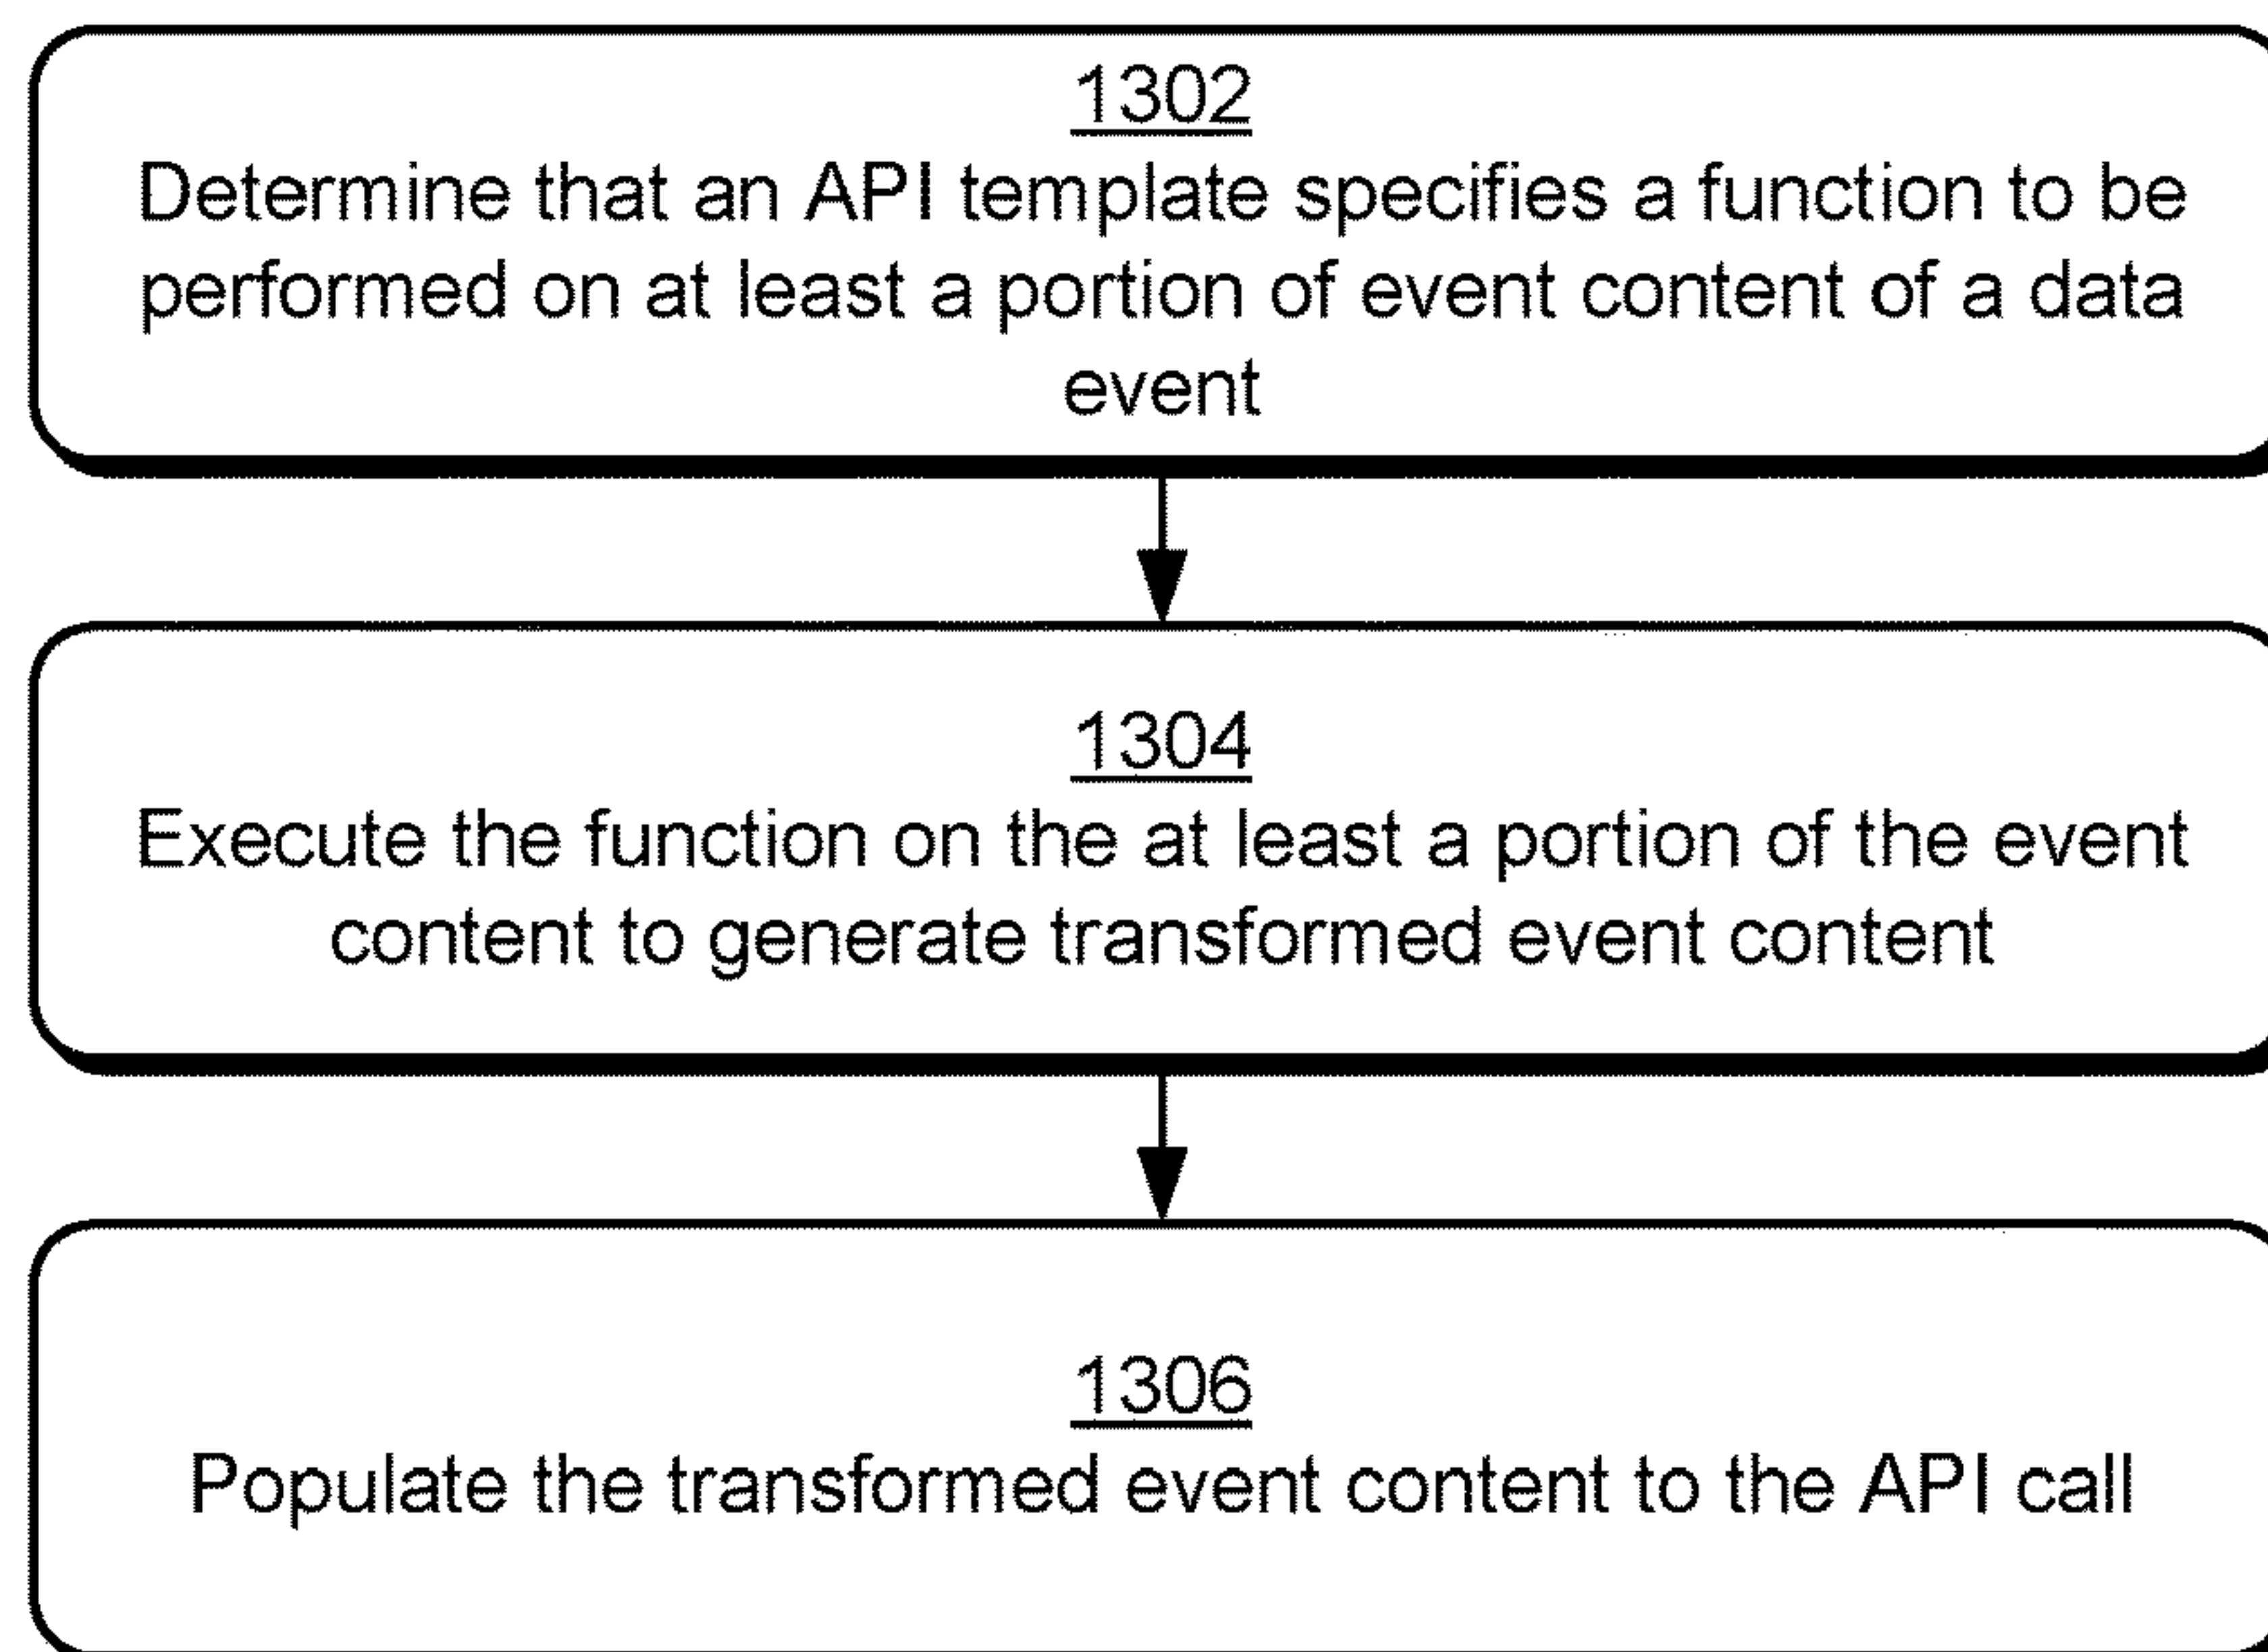 1302
Determine that an API template specifies a function to be
performed on at least a portion of event content of a data
event
1304
Execute the function on the at least a portion of the event
content to generate transformed event content
1306
Populate the transformed event content to the API call